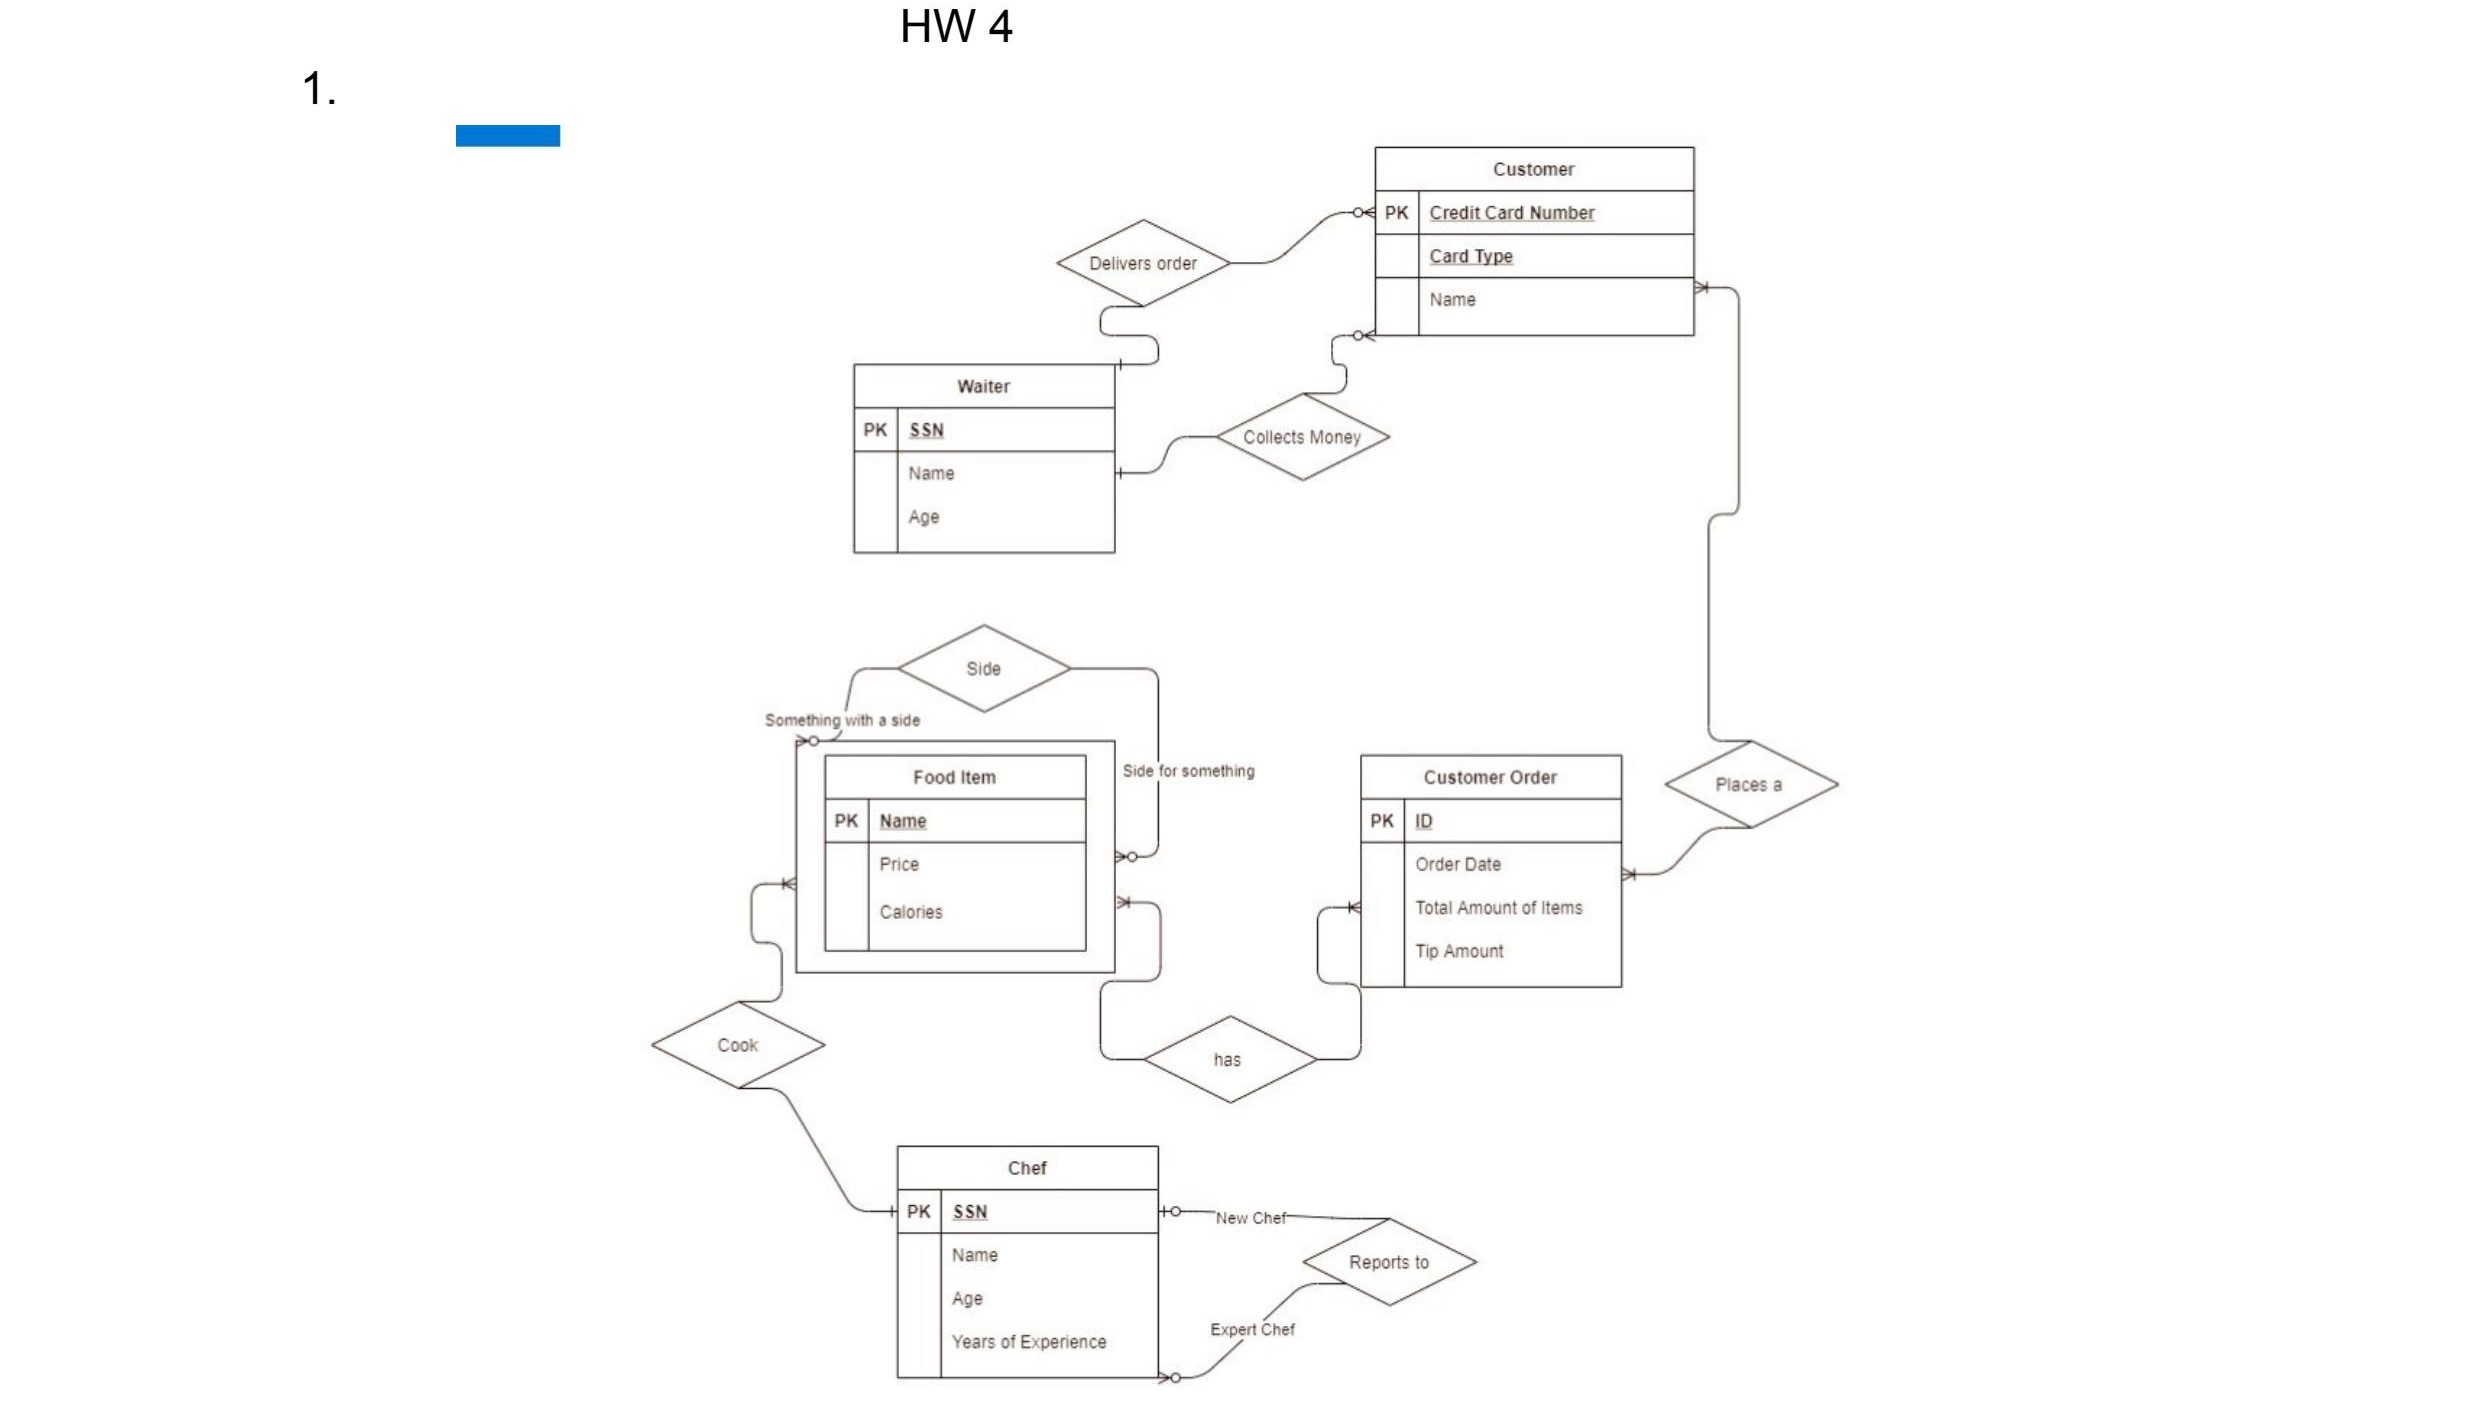 HW 4
1.
Customer
PK Credit Card Number
Card Type
Name
Delivers order
Waiter
PK SSN
Name
Age
Collects Money
Side
Something with a side
Side for something
Food Item
PK Name
Price
Calories
Customer Order
PK ID
Order Date
Total Amount of Items
Tip Amount
Places a
Cook
has
Chef
PK SSN
Name
Age
Years of Experience
New Chef
Reports to
Expert Chef